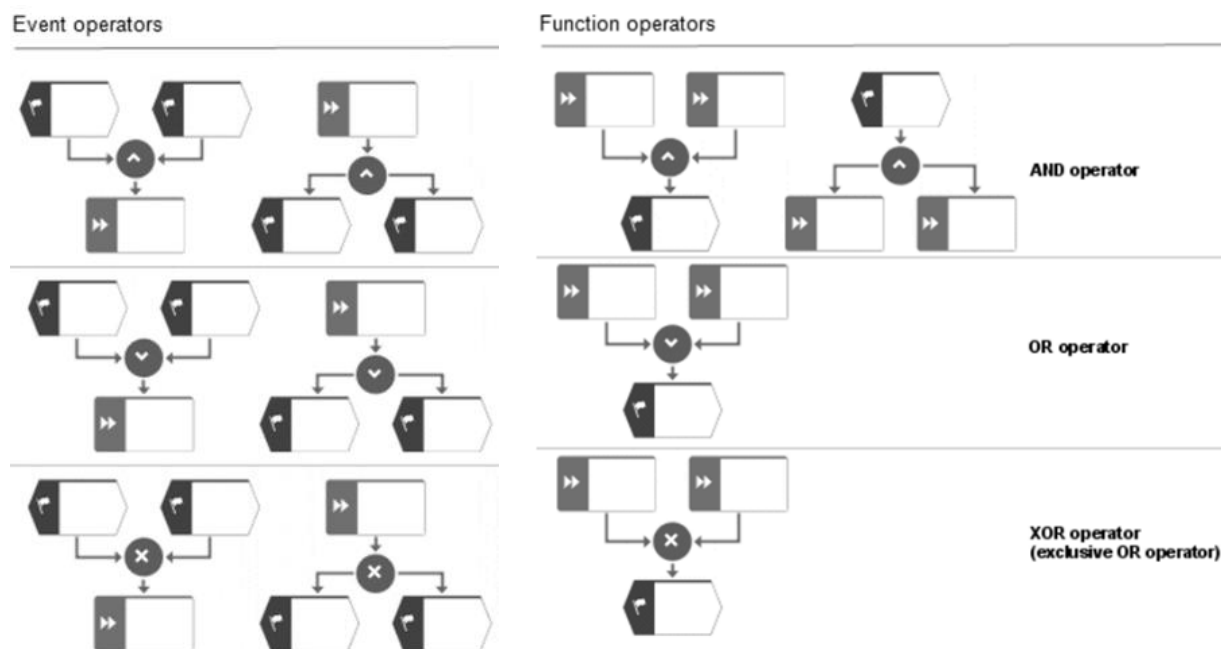 Event operators
Function operators
AND operator
OR operator
XOR operator
(exclusive OR operator)